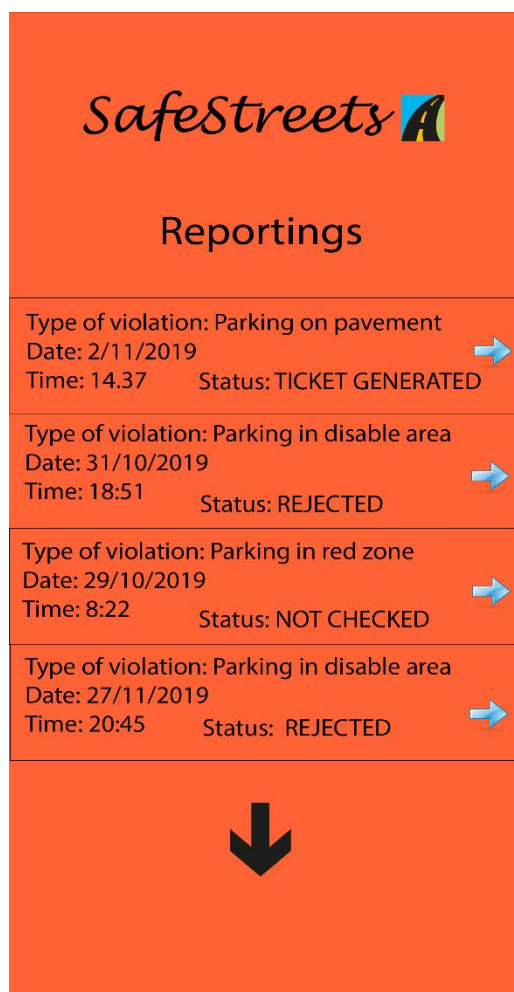 SafeStreets
Reportings
Type of violation: Parking on pavement
Date: 2/11/2019
Time: 14.37 Status: TICKET GENERATED
Type of violation: Parking in disable area
Date: 31/10/2019
Time: 18:51 Status: REJECTED
Type of violation: Parking in red zone
Date: 29/10/2019
Time: 8:22 Status: NOT CHECKED
Type of violation: Parking in disable area
Date: 27/11/2019
Time: 20:45 Status: REJECTED